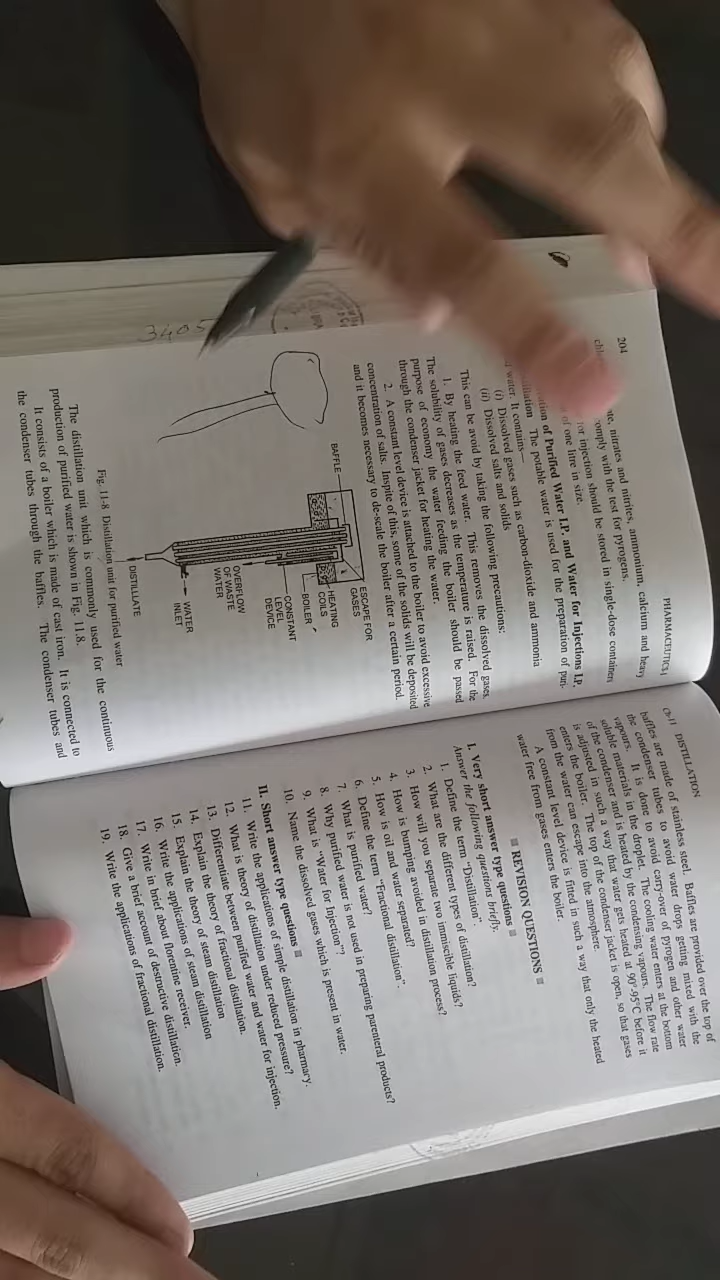 204
PHARMACEUTICS-I
nitrates and nitrites, ammonium, calcium and heavy
comply with the test for pyrogens.
for injection should be stored in single-dose containers
of one litre in size.
of Purified Water I.P. and Water for Injections I.P.
The potable water is used for the preparation of puri-
water. It contains—
(i) Dissolved gases such as carbon-dioxide and ammonia
(ii) Dissolved salts and solids
This can be avoid by taking the following precautions:
1. By heating the feed water. This removes the dissolved gases.
The solubility of gases decreases as the temperature is raised. For the
purpose of economy the water feeding the boiler should be passed
through the condenser jacket for heating the water.
2. A constant level device is attached to the boiler to avoid excessive
concentration of salts. Inspite of this, some of the solids will be deposited
and it becomes necessary to de-scale the boiler after a certain period.
BAFFLE
ESCAPE FOR
GASES
HEATING
COILS
BOILER
CONSTANT
LEVEL
DEVICE
OVERFLOW
OF WASTE
WATER
WATER
INLET
DISTILLATE
Fig. 11-8 Distillation unit for purified water
The distillation unit which is commonly used for the continuous
production of purified water is shown in Fig. 11.8.
It consists of a boiler which is made of cast iron. It is connected to
the condenser tubes through the baffles. The condenser tubes and
3405
Ch-11 DISTILLATION
baffles are made of stainless steel. Baffles are provided over the top of
the condenser tubes to avoid water drops getting mixed with the
vapours. It is done to avoid carry-over of pyrogen and other water
soluble materials in the droplet. The cooling water enters at the bottom
of the condenser and is heated by the condensing vapours. The flow rate
is adjusted in such a way that water gets heated at 90°-95°C before it
enters the boiler. The top of the condenser jacket is open, so that gases
from the water can escape into the atmosphere.
A constant level device is fitted in such a way that only the heated
water free from gases enters the boiler.
REVISION QUESTIONS
I. Very short answer type questions
Answer the following questions briefly.
1. Define the term "Distillation".
2. What are the different types of distillation?
3. How will you separate two immiscible liquids?
4. How is bumping avoided in distillation process?
5. How is oil and water separated?
6. Define the term "Fractional distillation".
7. What is purified water?
8. Why purified water is not used in preparing parenteral products?
9. What is "Water for Injection"?
10. Name the dissolved gases which is present in water.
II. Short answer type questions
11. Write the applications of simple distillation in pharmacy.
12. What is theory of distillation under reduced pressure?
13. Differentiate between purified water and water for injection.
14. Explain the theory of fractional distillation.
15. Explain the theory of steam distillation
16. Write the applications of steam distillation
17. Write in brief about florentine receiver.
18. Give a brief account of destructive distillation.
19. Write the applications of fractional distillation.